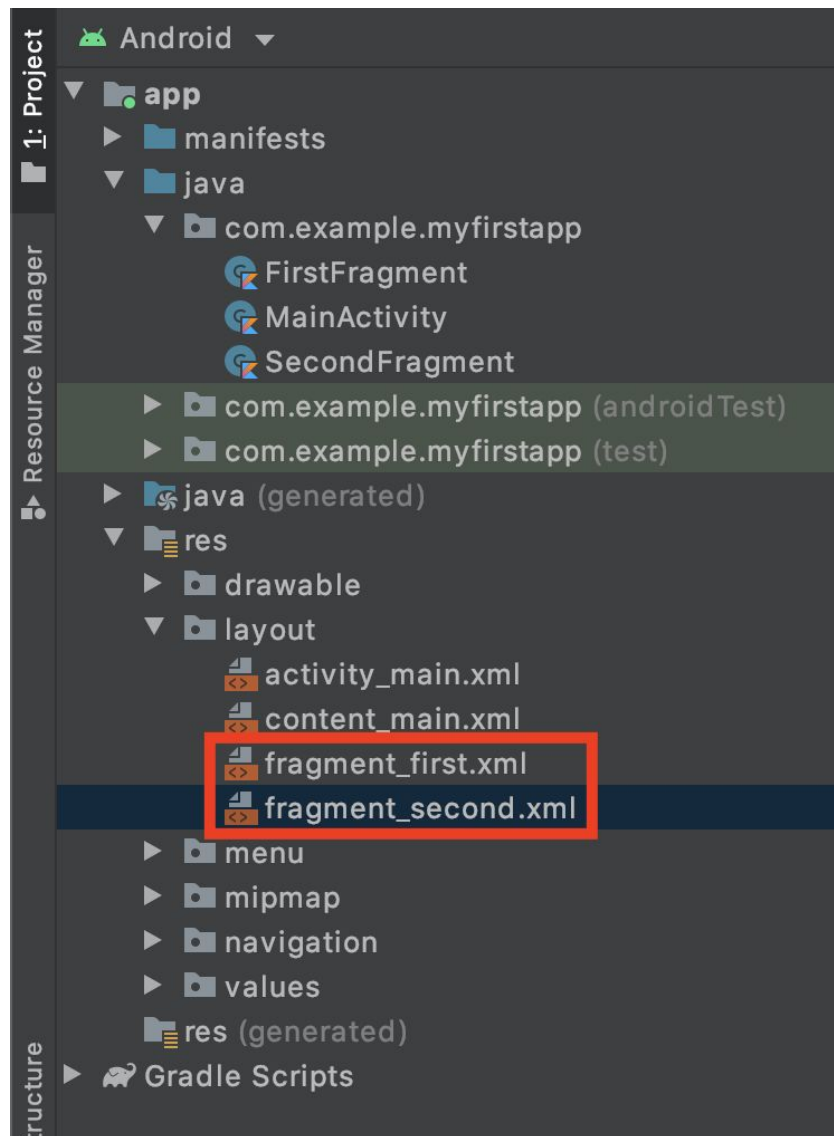 1: Project
Resource Manager
Android
app
manifests
java
com.example.myfirstapp
FirstFragment
MainActivity
SecondFragment
com.example.myfirstapp (androidTest)
com.example.myfirstapp (test)
java (generated)
res
drawable
layout
activity_main.xml
content_main.xml
fragment_first.xml
fragment_second.xml
menu
mipmap
navigation
values
res (generated)
Gradle Scripts
ructure